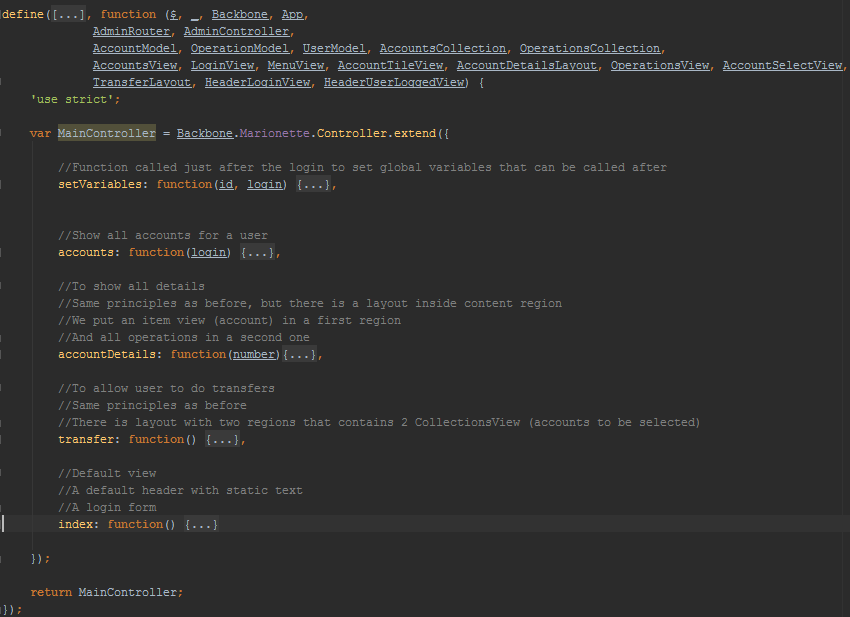 define([...], function ($, _, Backbone, App,
AdminRouter, AdminController,
AccountModel, OperationModel, UserModel, AccountsCollection, OperationsCollection,
AccountsView, LoginView, MenuView, AccountTileView, AccountDetailsLayout, OperationsView, AccountSelectView,
TransferLayout, HeaderLoginView, HeaderUserLoggedView) {
'use strict';
var MainController = Backbone.Marionette.Controller.extend({
//Function called just after the login to set global variables that can be called after
setVariables: function(id, login) {...},
//Show all accounts for a user
accounts: function(login) {...},
//To show all details
//Same principles as before, but there is a layout inside content region
//We put an item view (account) in a first region
//And all operations in a second one
accountDetails: function(number){...},
//To allow user to do transfers
//Same principles as before
//There is layout with two regions that contains 2 CollectionsView (accounts to be selected)
transfer: function() {...},
//Default view
//A default header with static text
//A login form
index: function() {...}
});
return MainController;
});